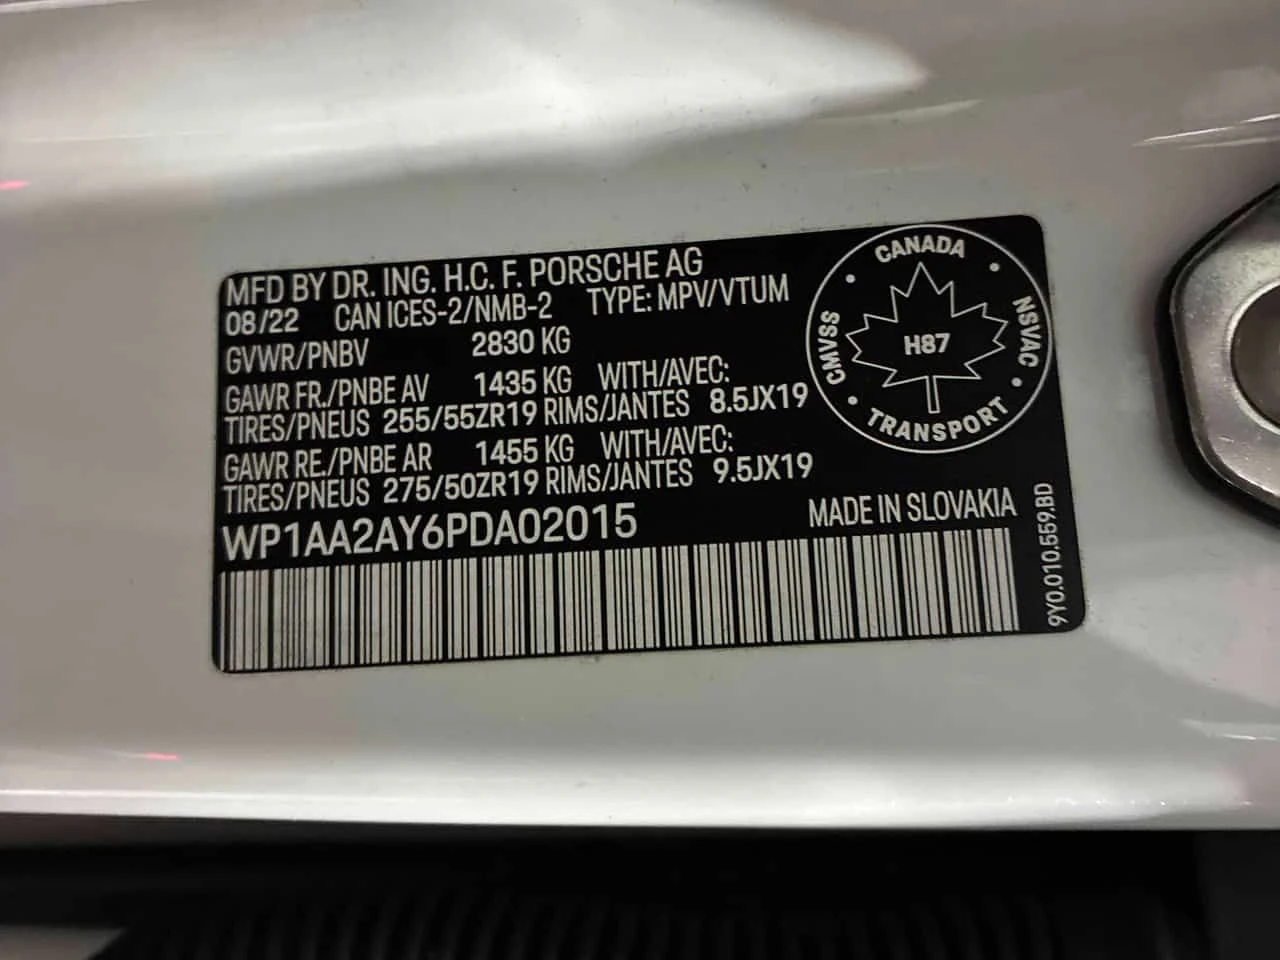 MFD BY DR. ING. H.C. F. PORSCHE AG
08/22 CAN ICES-2/NMB-2 TYPE: MPV/VTUM
GVWR/PNBV 2830 KG
GAWR FR./PNBE AV 1435 KG WITH/AVEC:
TIRES/PNEUS 255/55ZR19 RIMS/JANTES 8.5JX19
GAWR RE./PNBE AR 1455 KG WITH/AVEC:
TIRES/PNEUS 275/50ZR19 RIMS/JANTES 9.5JX19
WP1AA2AY6PDA02015 MADE IN SLOVAKIA
CANADA
CMVSS
NSVAC
H87
TRANSPORT
9Y0.010.559.BD